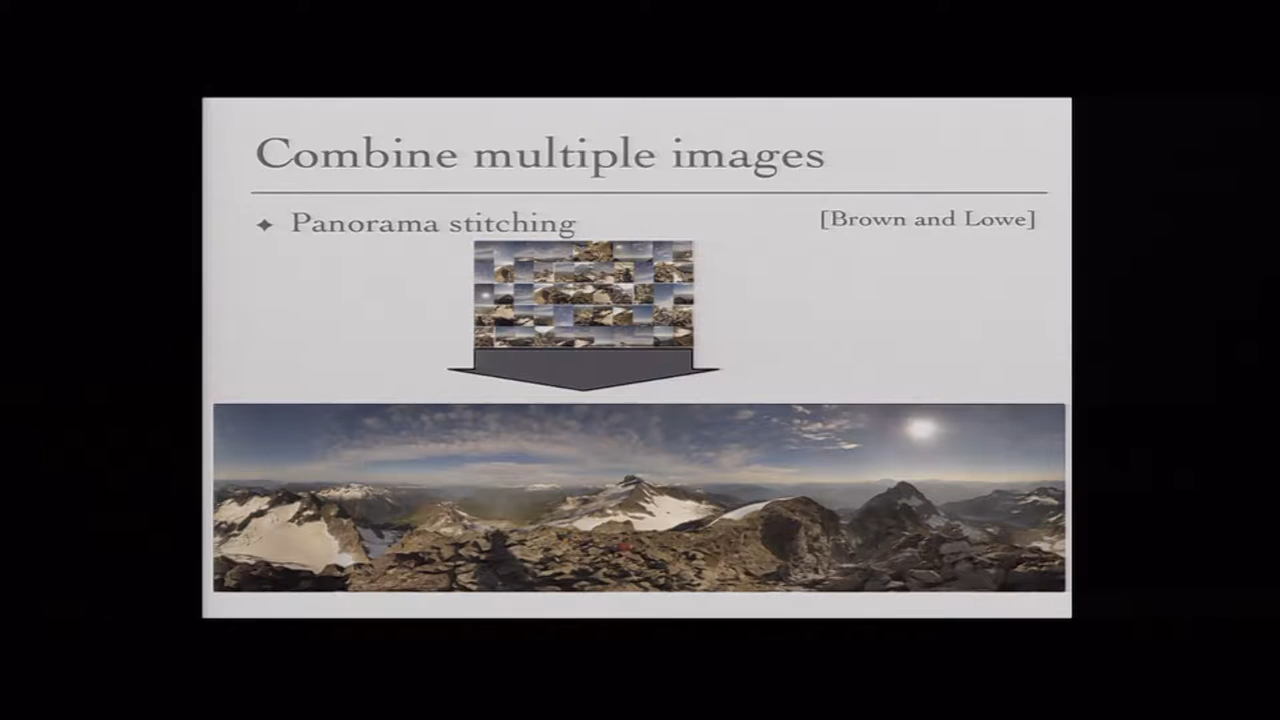 Combine multiple images
✦ Panorama stitching
[Brown and Lowe]